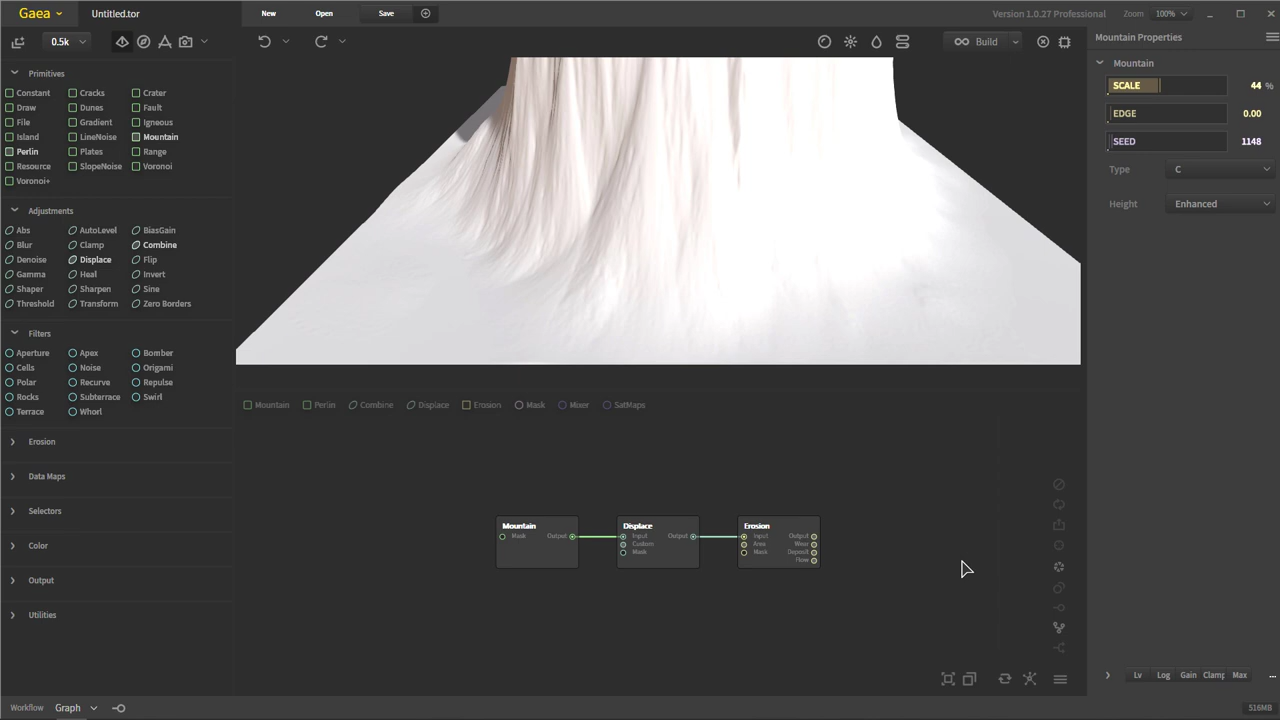 Gaea
Untitled.tor
New
Open
Save
Version 1.0.27 Professional
Zoom
100%
0.5k
Build
Mountain Properties
Primitives
Constant
Cracks
Crater
Draw
Dunes
Fault
File
Gradient
Igneous
Island
LineNoise
Mountain
Perlin
Plates
Range
Resource
SlopeNoise
Voronoi
Voronoi+
Adjustments
Abs
AutoLevel
BiasGain
Blur
Clamp
Combine
Denoise
Displace
Flip
Gamma
Heal
Invert
Shaper
Sharpen
Sine
Threshold
Transform
Zero Borders
Filters
Aperture
Apex
Bomber
Cells
Noise
Origami
Polar
Recurve
Repulse
Rocks
Subterrace
Swirl
Terrace
Whorl
Erosion
Data Maps
Selectors
Color
Output
Utilities
Mountain
Perlin
Combine
Displace
Erosion
Mask
Mixer
SatMaps
Mountain
Mask
Output
Displace
Input
Output
Custom
Mask
Erosion
Input
Output
Area
Wear
Mask
Deposit
Flow
Mountain
SCALE
44 %
EDGE
0.00
SEED
1148
Type
C
Height
Enhanced
Lv
Log
Gain
Clamp
Max
...
Workflow
Graph
516MB